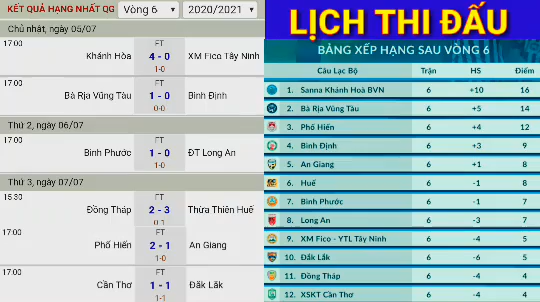 KẾT QUẢ HẠNG NHẤT QG Vòng 6 2020/2021
Chủ nhật, ngày 05/07
17:00 FT
Khánh Hòa 4 - 0 XM Fico Tây Ninh
1-0
17:00 FT
Bà Rịa Vũng Tàu 1 - 0 Bình Định
0-0
Thứ 2, ngày 06/07
17:00 FT
Bình Phước 1 - 0 ĐT Long An
1-0
Thứ 3, ngày 07/07
15:30 FT
Đồng Tháp 2 - 3 Thừa Thiên Huế
0-1
17:00 FT
Phố Hiến 2 - 1 An Giang
1-0
17:00 FT
Cần Thơ 1 - 1 Đăk Lăk
1-1
LỊCH THI ĐẤU
BẢNG XẾP HẠNG SAU VÒNG 6
Câu Lạc Bộ Trận HS Điểm
1. Sanna Khánh Hoà BVN 6 +10 16
2. Bà Rịa Vũng Tàu 6 +5 14
3. Phố Hiến 6 +4 12
4. Bình Định 6 +3 9
5. An Giang 6 +1 8
6. Huế 6 -1 8
7. Bình Phước 6 -1 7
8. Long An 6 -3 7
9. XM Fico - YTL Tây Ninh 6 -4 5
10. Đắk Lắk 6 -6 5
11. Đồng Tháp 6 -4 4
12. XSKT Cần Thơ 6 -4 4